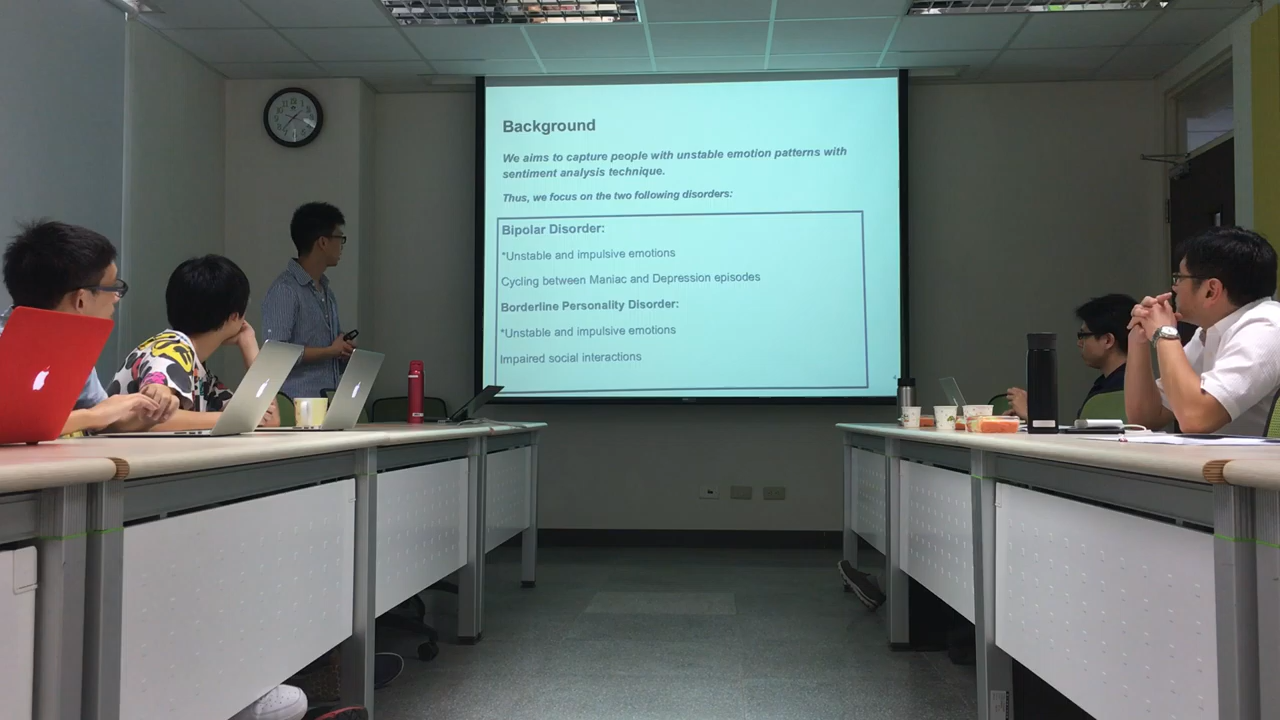 Background
We aims to capture people with unstable emotion patterns with
sentiment analysis technique.
Thus, we focus on the two following disorders:
Bipolar Disorder:
*Unstable and impulsive emotions
Cycling between Maniac and Depression episodes
Borderline Personality Disorder:
*Unstable and impulsive emotions
Impaired social interactions